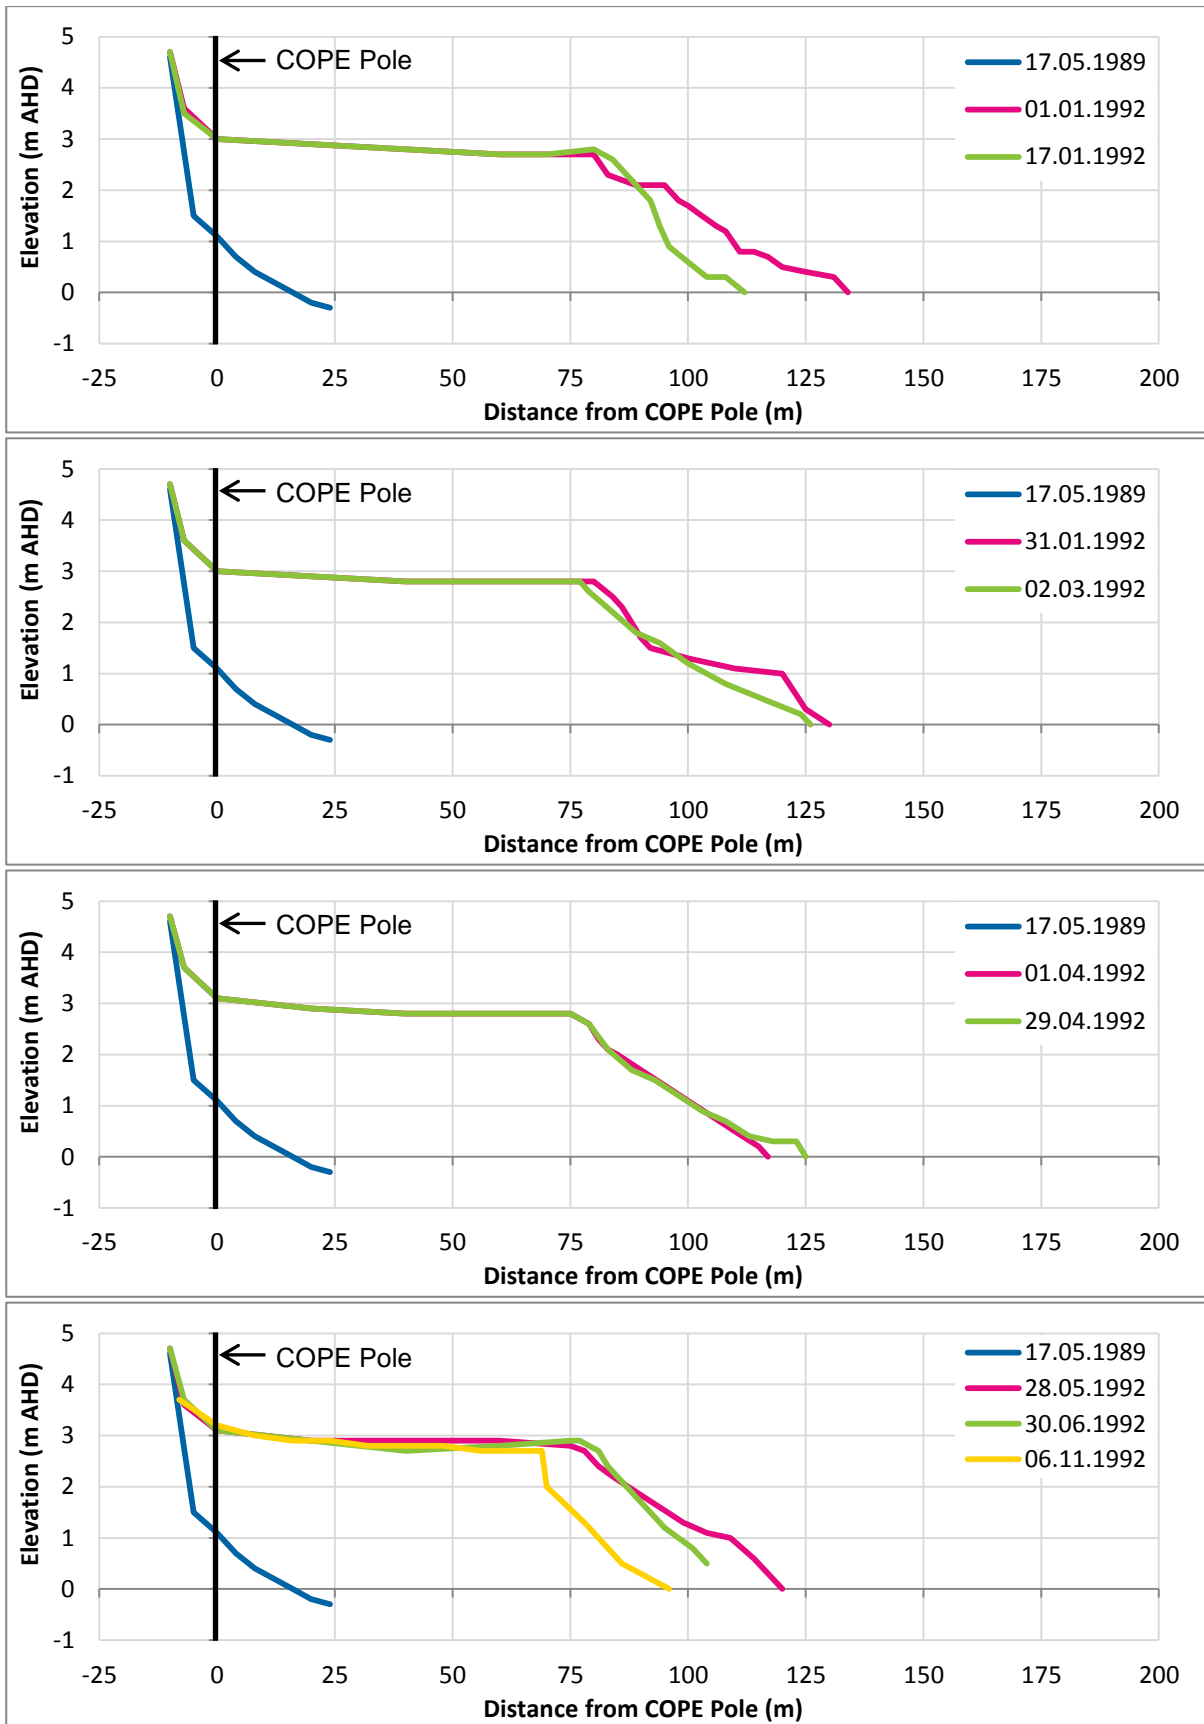 5
4
3
2
1
0
-1
Elevation (m AHD)
COPE Pole
17.05.1989
01.01.1992
17.01.1992
-25 0 25 50 75 100 125 150 175 200
Distance from COPE Pole (m)
5
4
3
2
1
0
-1
Elevation (m AHD)
COPE Pole
17.05.1989
31.01.1992
02.03.1992
-25 0 25 50 75 100 125 150 175 200
Distance from COPE Pole (m)
5
4
3
2
1
0
-1
Elevation (m AHD)
COPE Pole
17.05.1989
01.04.1992
29.04.1992
-25 0 25 50 75 100 125 150 175 200
Distance from COPE Pole (m)
5
4
3
2
1
0
-1
Elevation (m AHD)
COPE Pole
17.05.1989
28.05.1992
30.06.1992
06.11.1992
-25 0 25 50 75 100 125 150 175 200
Distance from COPE Pole (m)